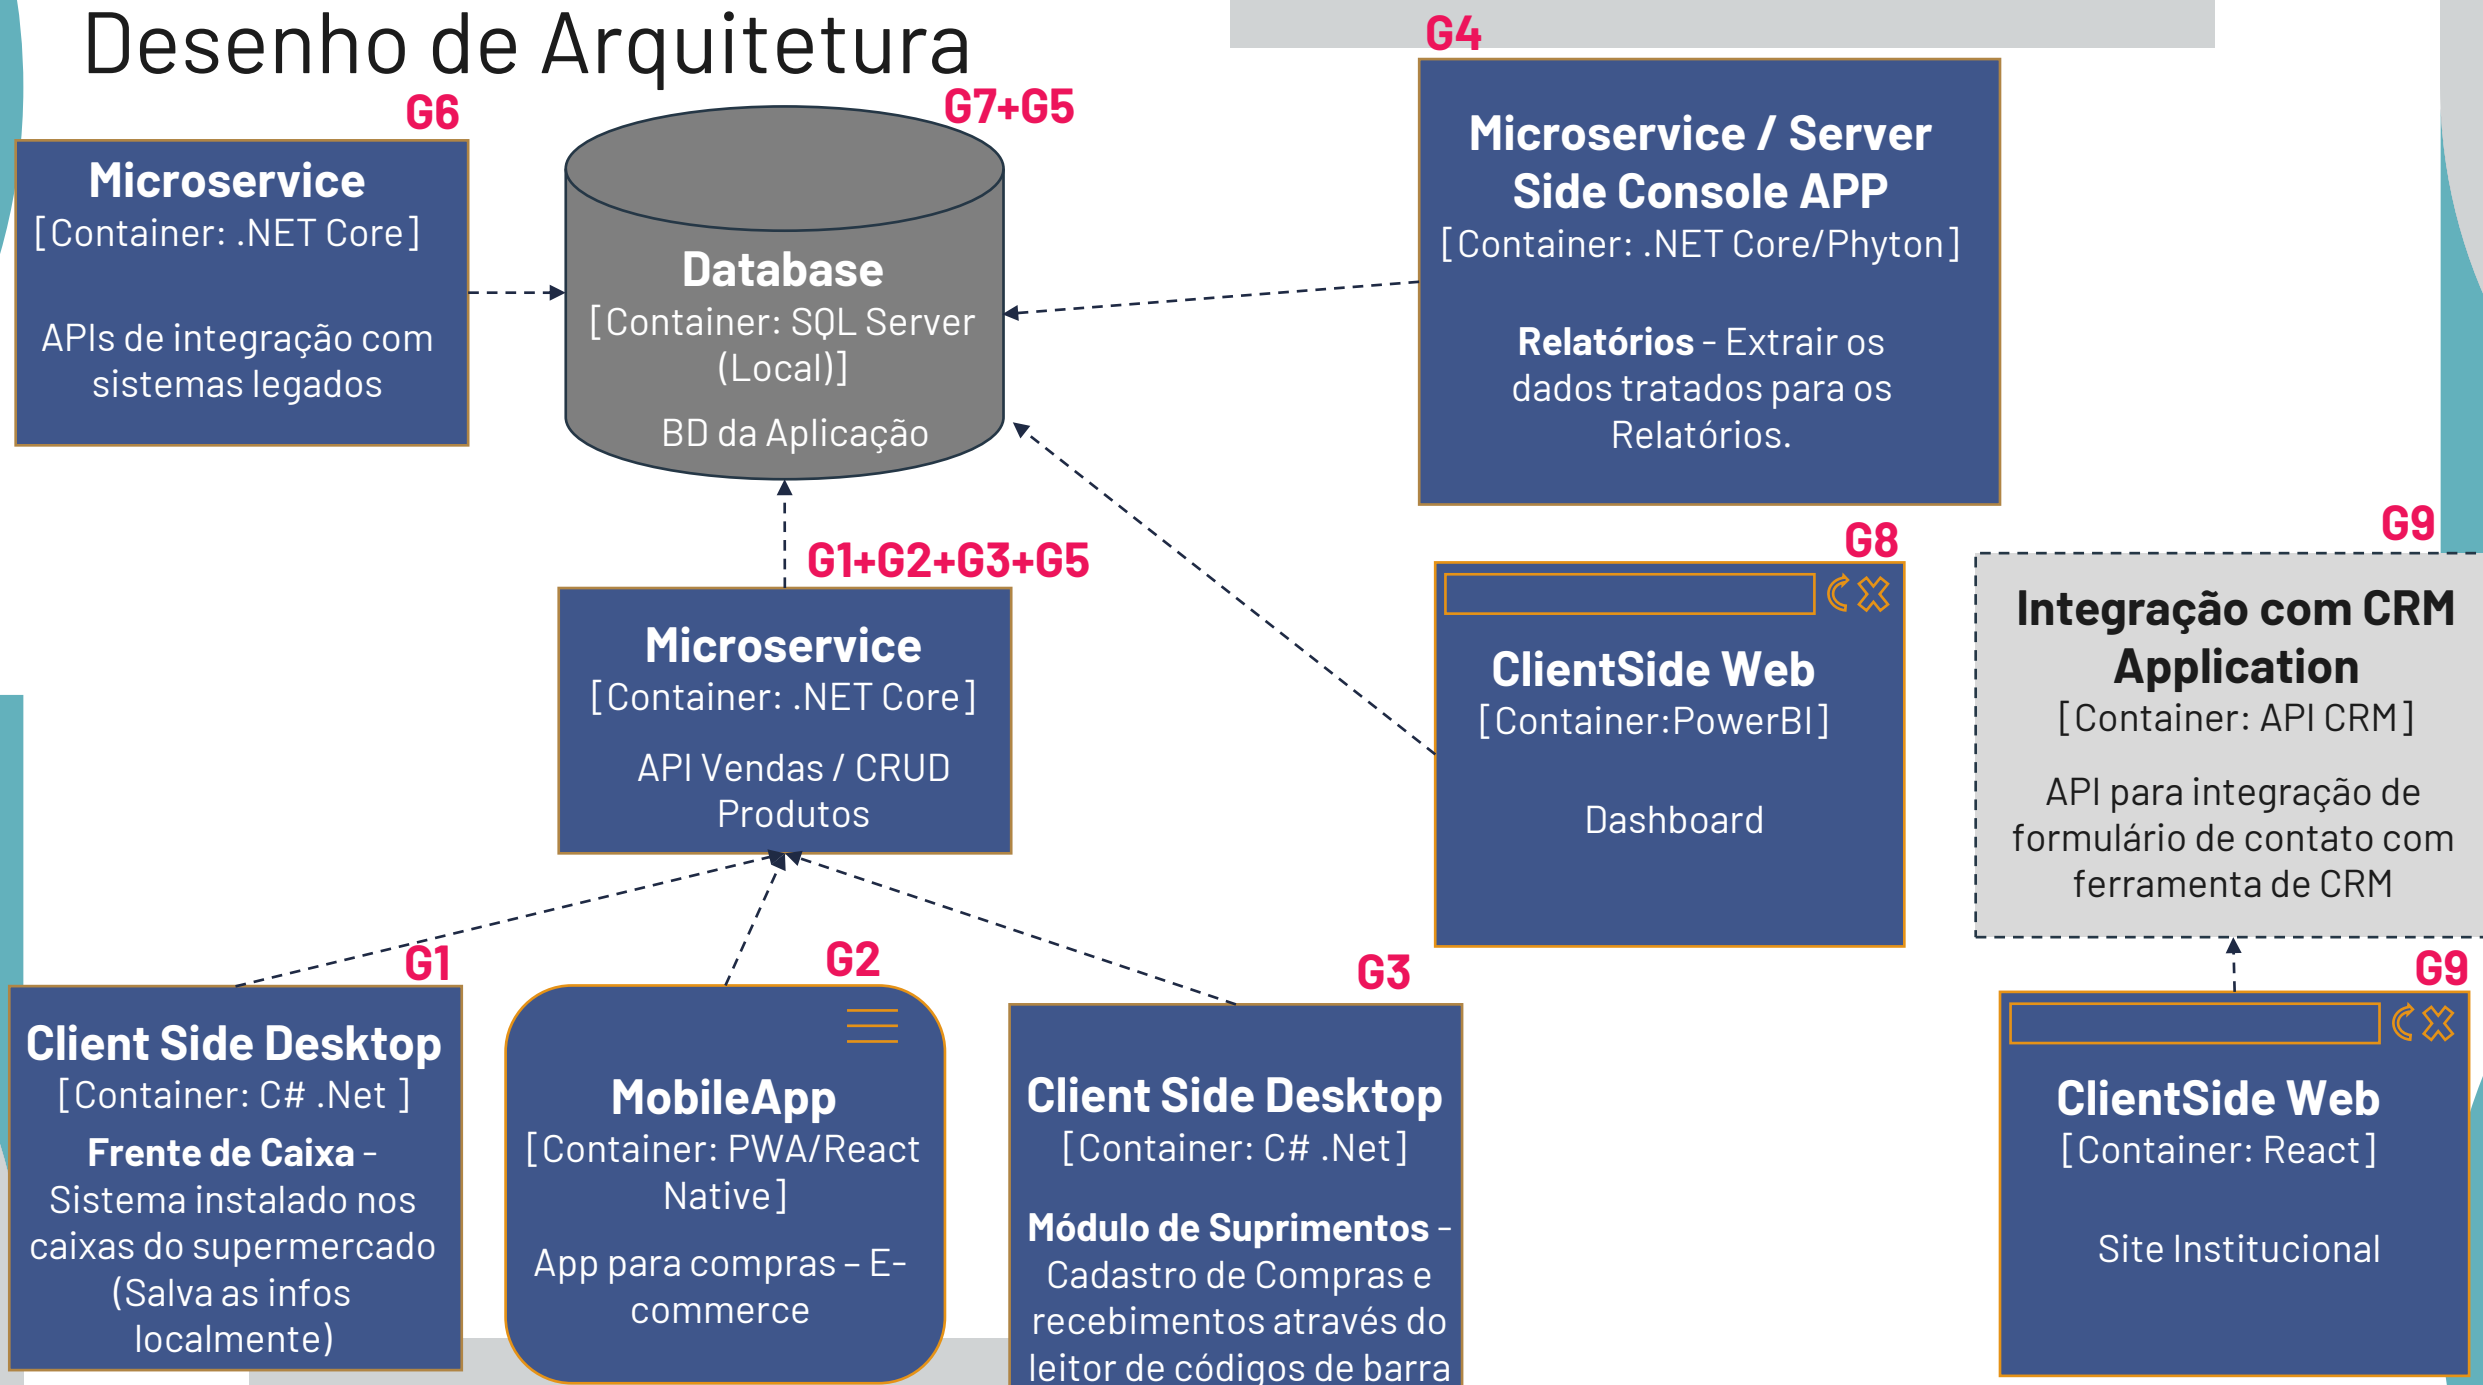 Desenho de Arquitetura
G6
Microservice
[Container: .NET Core]
APIs de integração com
sistemas legados
G7+G5
Database
[Container: SQL Server
(Local)]
BD da Aplicação
G4
Microservice / Server
Side Console APP
[Container: .NET Core/Phyton]
Relatórios - Extrair os
dados tratados para os
Relatórios.
G1+G2+G3+G5
Microservice
[Container: .NET Core]
API Vendas / CRUD
Produtos
G8
ClientSide Web
[Container:PowerBI]
Dashboard
G9
Integração com CRM
Application
[Container: API CRM]
API para integração de
formulário de contato com
ferramenta de CRM
G1
Client Side Desktop
[Container: C# .Net ]
Frente de Caixa -
Sistema instalado nos
caixas do supermercado
(Salva as infos
localmente)
G2
MobileApp
[Container: PWA/React
Native]
App para compras – E-
commerce
G3
Client Side Desktop
[Container: C# .Net]
Módulo de Suprimentos -
Cadastro de Compras e
recebimentos através do
leitor de códigos de barra
G9
ClientSide Web
[Container: React]
Site Institucional